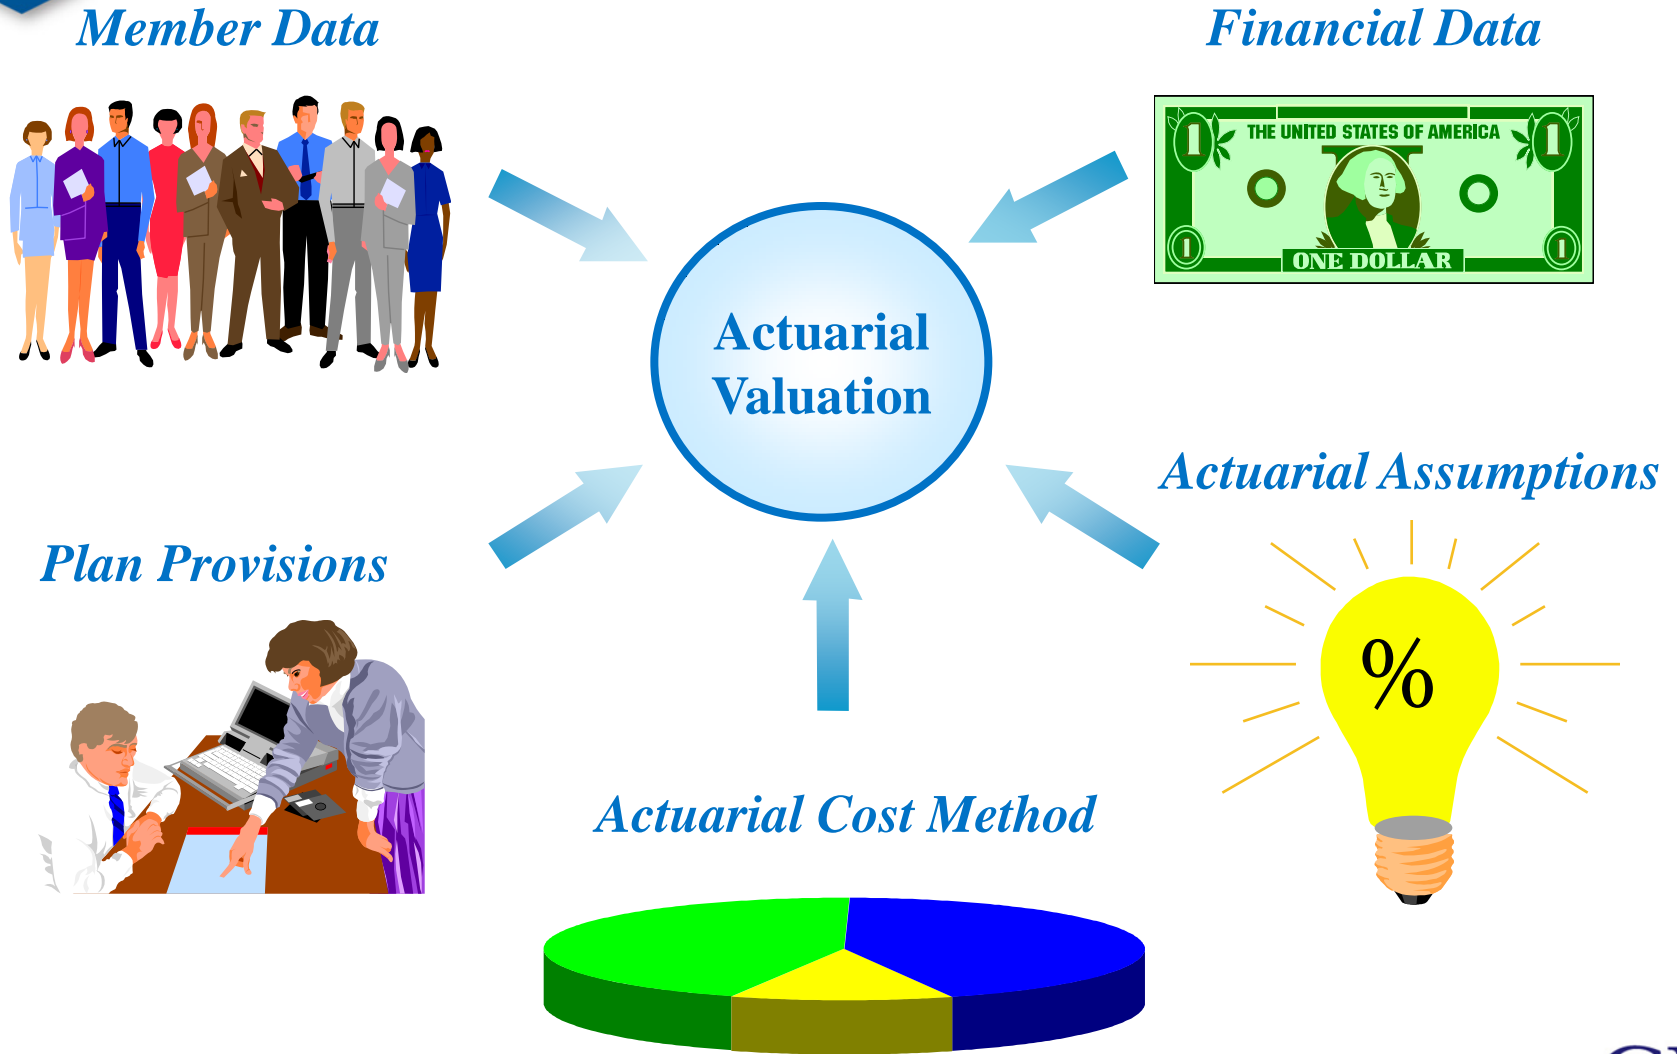 Member Data
Financial Data
1
1
THE UNITED STATES OF AMERICA
1
1
ONE DOLLAR
Actuarial
Valuation
Actuarial Assumptions
Plan Provisions
%
Actuarial Cost Method